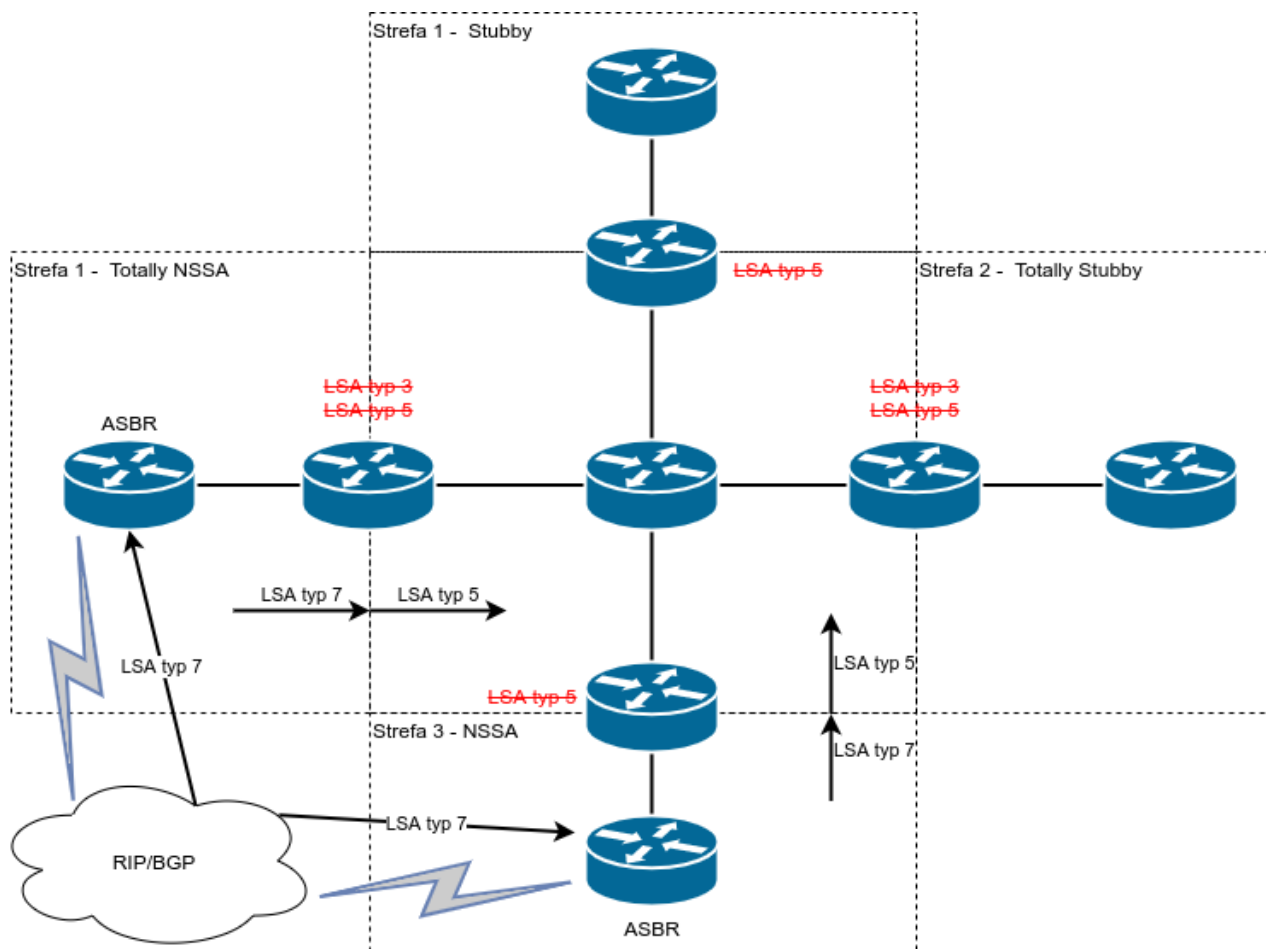 Strefa 1 - Stubby
Strefa 1 - Totally NSSA
LSA typ 5
Strefa 2 - Totally Stubby
LSA typ 3
LSA typ 5
LSA typ 3
LSA typ 5
ASBR
LSA typ 7
LSA typ 5
LSA typ 7
LSA typ 5
LSA typ 5
Strefa 3 - NSSA
LSA typ 7
LSA typ 7
RIP/BGP
ASBR